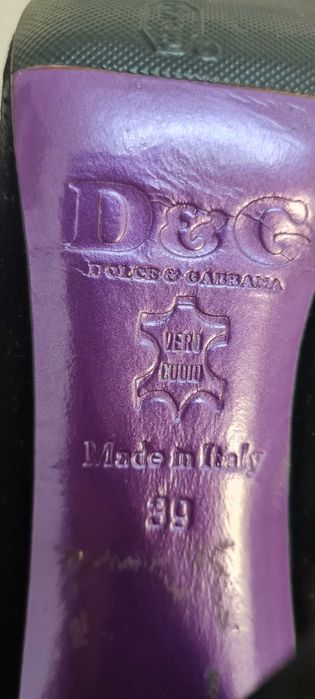 D&G
DOLCE & GABBANA
VERO
CUOIO
Made in Italy
39